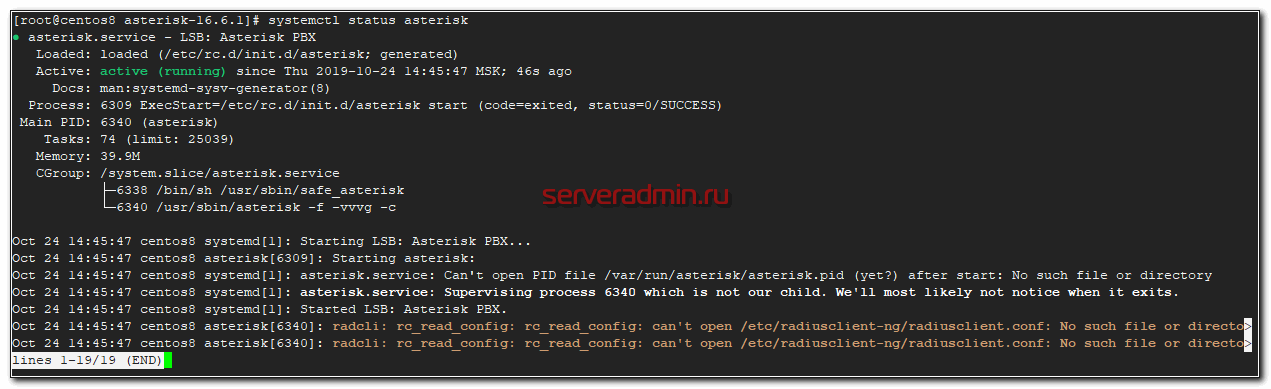 [root@centos8 asterisk-16.6.1]# systemctl status asterisk
● asterisk.service - LSB: Asterisk PBX
Loaded: loaded (/etc/rc.d/init.d/asterisk; generated)
Active: active (running) since Thu 2019-10-24 14:45:47 MSK; 46s ago
Docs: man:systemd-sysv-generator(8)
Process: 6309 ExecStart=/etc/rc.d/init.d/asterisk start (code=exited, status=0/SUCCESS)
Main PID: 6340 (asterisk)
Tasks: 74 (limit: 25039)
Memory: 39.9M
CGroup: /system.slice/asterisk.service
├─6338 /bin/sh /usr/sbin/safe_asterisk
serveradmin.ru
└─6340 /usr/sbin/asterisk -f -vvvg -c
Oct 24 14:45:47 centos8 systemd[1]: Starting LSB: Asterisk PBX...
Oct 24 14:45:47 centos8 asterisk[6309]: Starting asterisk:
Oct 24 14:45:47 centos8 systemd[1]: asterisk.service: Can't open PID file /var/run/asterisk/asterisk.pid (yet?) after start: No such file or directory
Oct 24 14:45:47 centos8 systemd[1]: asterisk.service: Supervising process 6340 which is not our child. We'll most likely not notice when it exits.
Oct 24 14:45:47 centos8 systemd[1]: Started LSB: Asterisk PBX.
Oct 24 14:45:47 centos8 asterisk[6340]: radcli: rc_read_config: rc_read_config: can't open /etc/radiusclient-ng/radiusclient.conf: No such file or directo>
Oct 24 14:45:47 centos8 asterisk[6340]: radcli: rc_read_config: rc_read_config: can't open /etc/radiusclient-ng/radiusclient.conf: No such file or directo>
lines 1-19/19 (END)